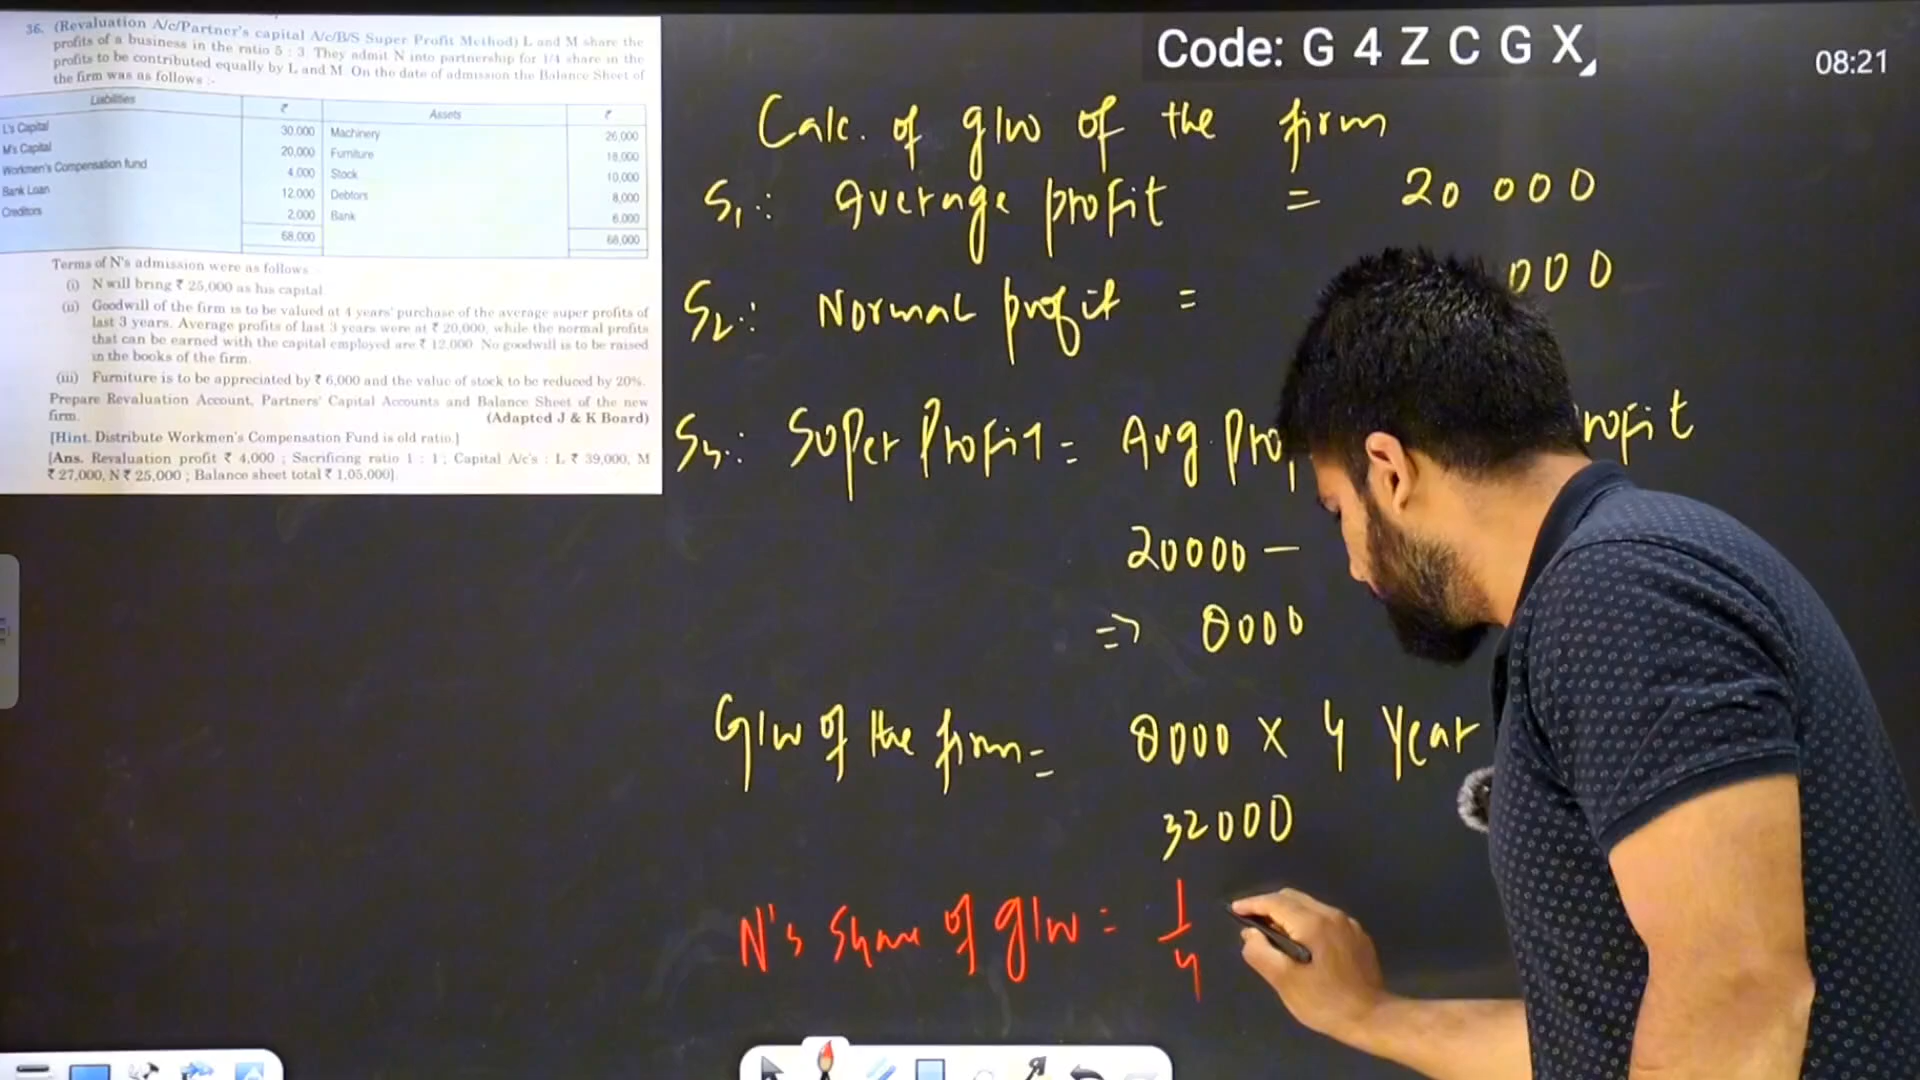 36. (Revaluation A/c/Partner's capital A/c/B/S Super Profit Method) L and M share the
profits of a business in the ratio 5 : 3. They admit N into partnership for 1/4 share in the
profits to be contributed equally by L and M. On the date of admission the Balance Sheet of
the firm was as follows :-
Liabilities ₹ Assets ₹
L's Capital 30,000 Machinery 26,000
M's Capital 20,000 Furniture 18,000
Workmen's Compensation fund 4,000 Stock 10,000
Bank Loan 12,000 Debtors 8,000
Creditors 2,000 Bank 6,000
68,000 68,000
Terms of N's admission were as follows :-
(i) N will bring ₹ 25,000 as his capital.
(ii) Goodwill of the firm is to be valued at 4 years' purchase of the average super profits of
last 3 years. Average profits of last 3 years were at ₹ 20,000, while the normal profits
that can be earned with the capital employed are ₹ 12,000. No goodwill is to be raised
in the books of the firm.
(iii) Furniture is to be appreciated by ₹ 6,000 and the value of stock to be reduced by 20%.
Prepare Revaluation Account, Partners' Capital Accounts and Balance Sheet of the new
firm. (Adapted J & K Board)
[Hint. Distribute Workmen's Compensation Fund is old ratio.]
[Ans. Revaluation profit ₹ 4,000 ; Sacrificing ratio 1 : 1 ; Capital A/c's : L ₹ 39,000, M
₹ 27,000, N ₹ 25,000 ; Balance sheet total ₹ 1,05,000]
Code: G 4 Z C G X
08:21
Calc. of g/w of the firm
S1: Average profit = 20 000
S2: Normal profit = 000
S3: Super Profit = Avg. Pro rofit
20000 –
=> 8000
G/w of the firm = 8000 x 4 Year
32000
N's Share of g/w = 1/4